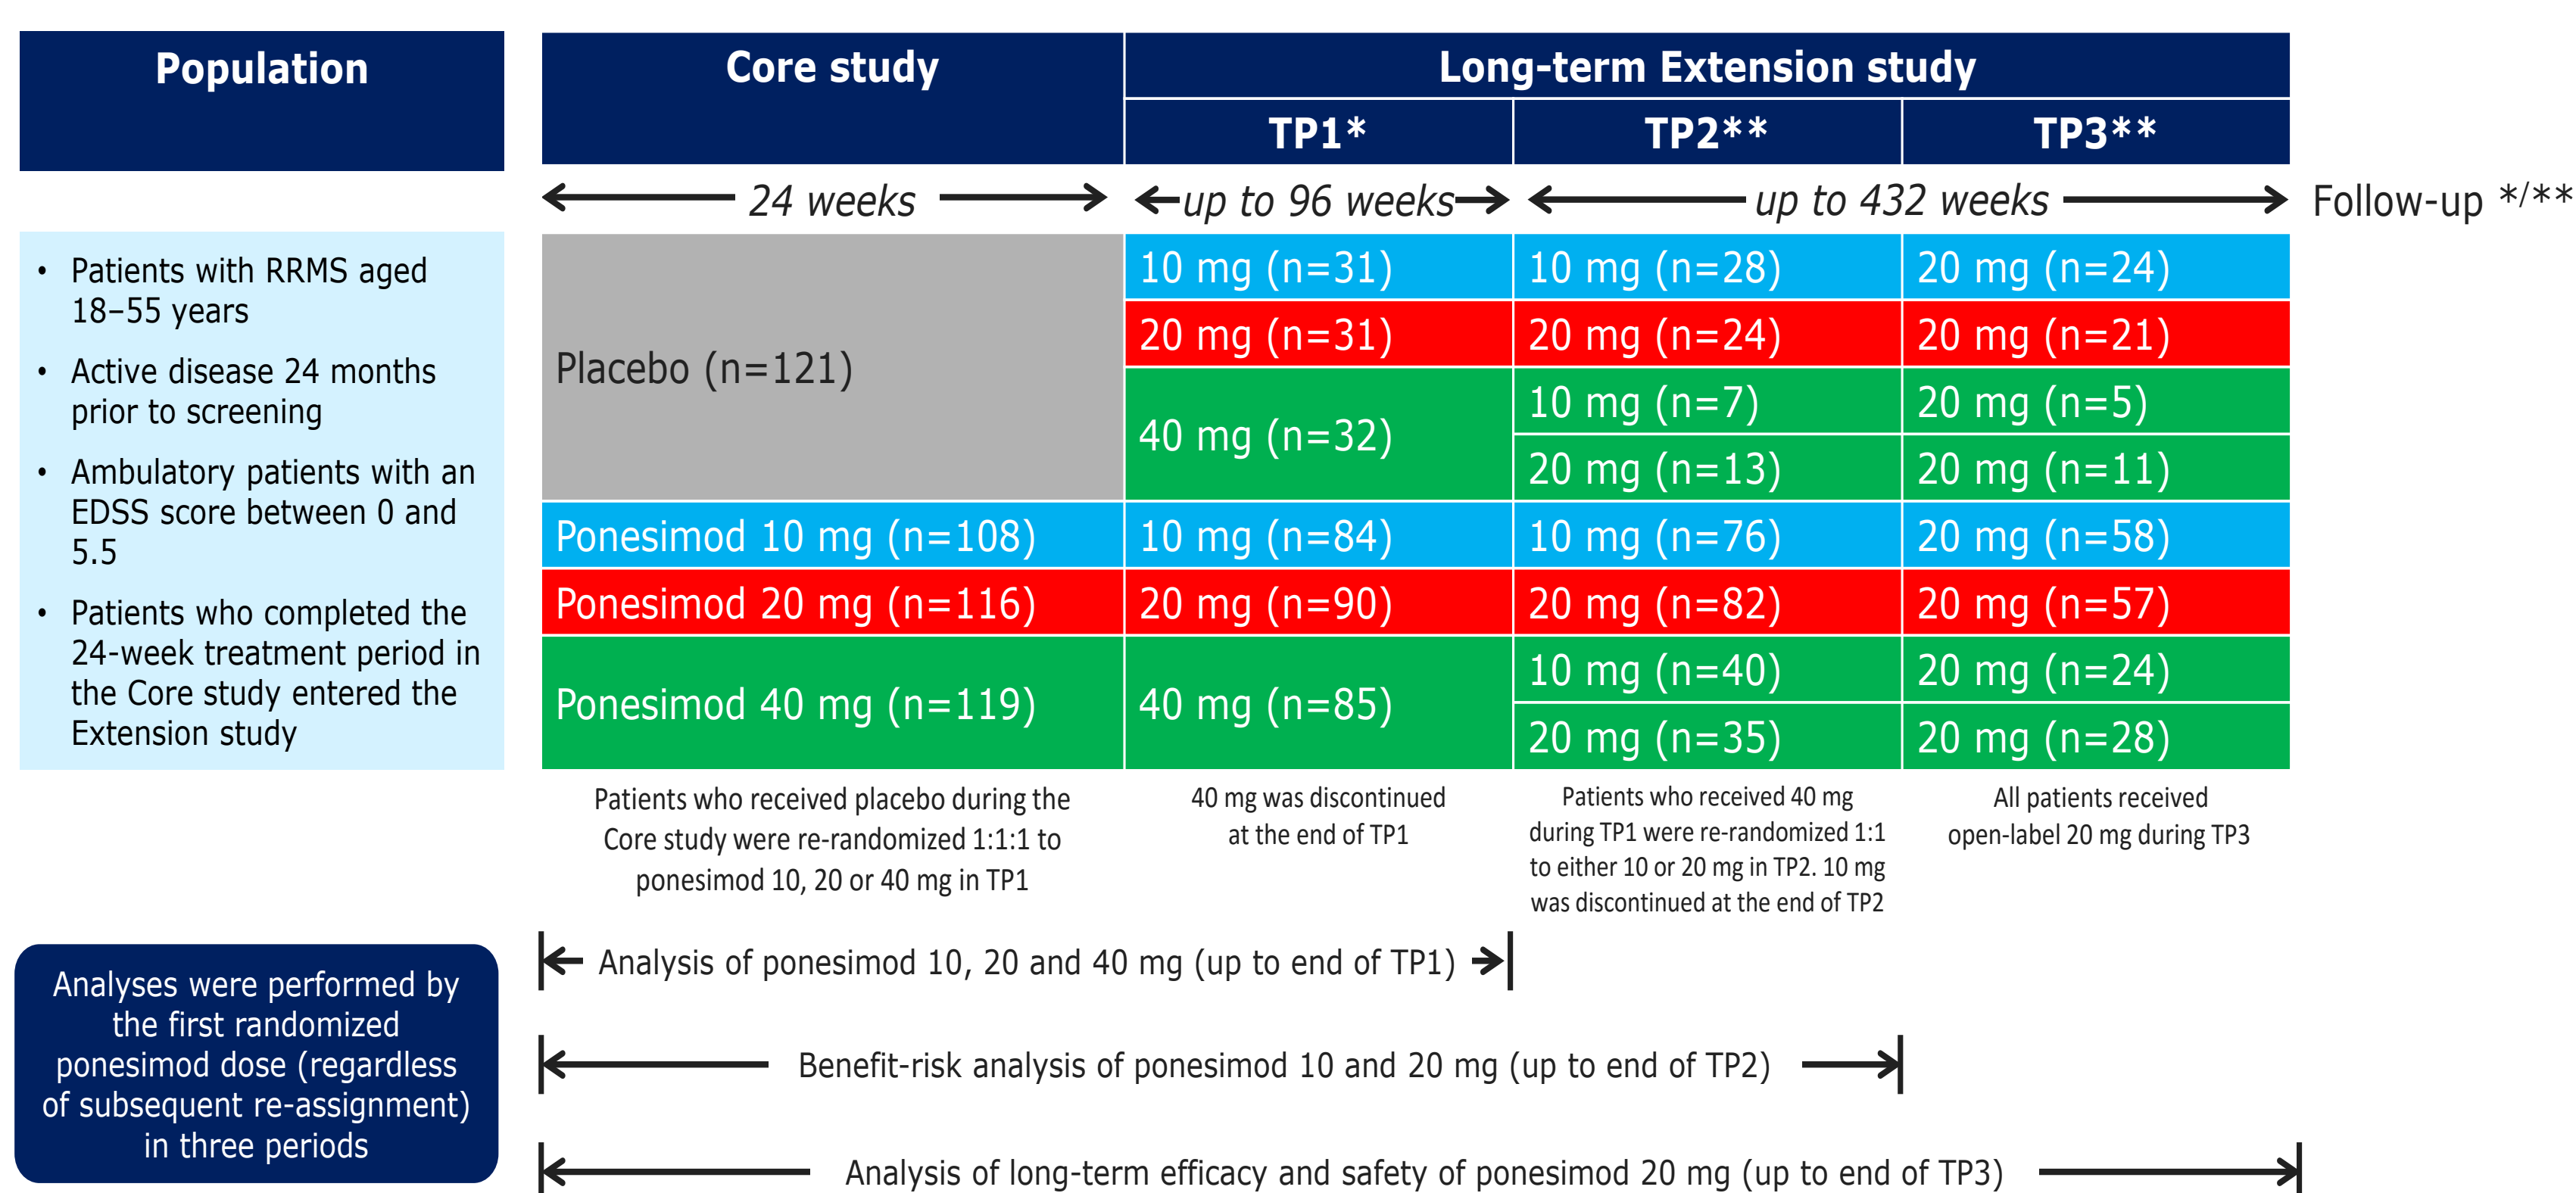 Population
Core study
Long-term Extension study
TP1*
TP2**
TP3**
24 weeks
up to 96 weeks
up to 432 weeks
Follow-up */**
• Patients with RRMS aged
18–55 years
• Active disease 24 months
prior to screening
• Ambulatory patients with an
EDSS score between 0 and
5.5
• Patients who completed the
24-week treatment period in
the Core study entered the
Extension study
Placebo (n=121)
10 mg (n=31)
10 mg (n=28)
20 mg (n=24)
20 mg (n=31)
20 mg (n=24)
20 mg (n=21)
40 mg (n=32)
10 mg (n=7)
20 mg (n=5)
20 mg (n=13)
20 mg (n=11)
Ponesimod 10 mg (n=108)
10 mg (n=84)
10 mg (n=76)
20 mg (n=58)
Ponesimod 20 mg (n=116)
20 mg (n=90)
20 mg (n=82)
20 mg (n=57)
Ponesimod 40 mg (n=119)
40 mg (n=85)
10 mg (n=40)
20 mg (n=24)
20 mg (n=35)
20 mg (n=28)
Patients who received placebo during the
Core study were re-randomized 1:1:1 to
ponesimod 10, 20 or 40 mg in TP1
40 mg was discontinued
at the end of TP1
Patients who received 40 mg
during TP1 were re-randomized 1:1
to either 10 or 20 mg in TP2. 10 mg
was discontinued at the end of TP2
All patients received
open-label 20 mg during TP3
Analyses were performed by
the first randomized
ponesimod dose (regardless
of subsequent re-assignment)
in three periods
Analysis of ponesimod 10, 20 and 40 mg (up to end of TP1)
Benefit-risk analysis of ponesimod 10 and 20 mg (up to end of TP2)
Analysis of long-term efficacy and safety of ponesimod 20 mg (up to end of TP3)